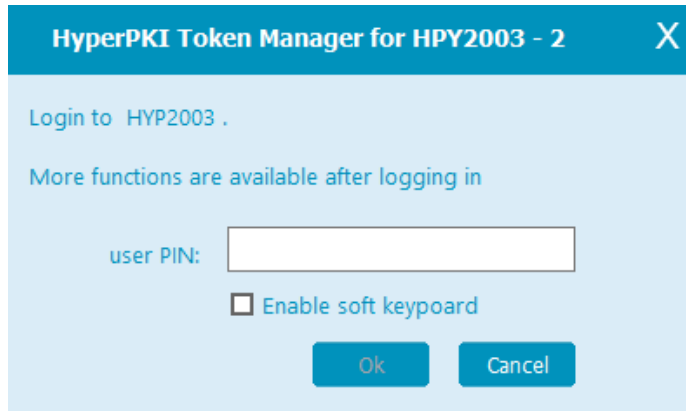 HyperPKI Token Manager for HPY2003 - 2 X
Login to HYP2003 .
More functions are available after logging in
user PIN:
Enable soft keypoard
Ok Cancel